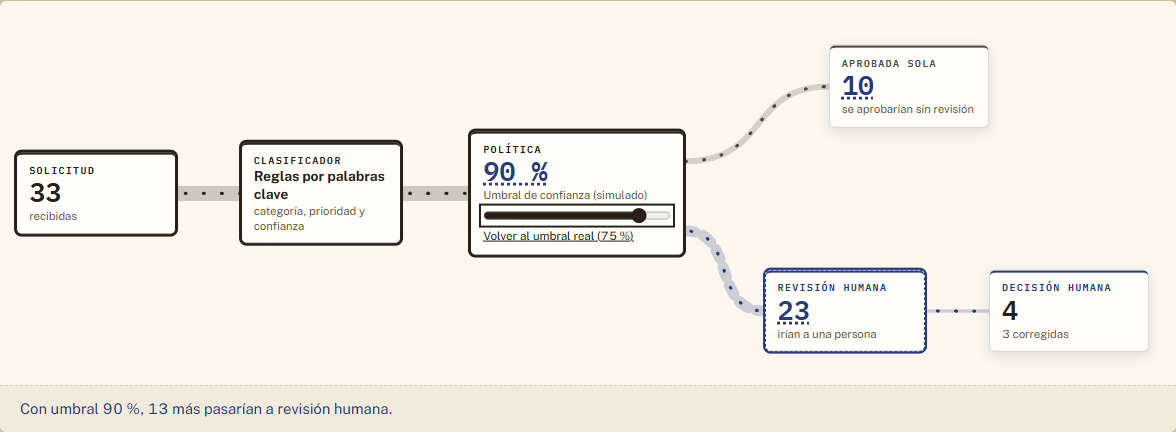 SOLICITUD
33
recibidas
CLASIFICADOR
Reglas por palabras
clave
categoría, prioridad y
confianza
POLÍTICA
90 %
Umbral de confianza (simulado)
Volver al umbral real (75 %)
APROBADA SOLA
10
se aprobarían sin revisión
REVISIÓN HUMANA
23
irían a una persona
DECISIÓN HUMANA
4
3 corregidas
Con umbral 90 %, 13 más pasarían a revisión humana.